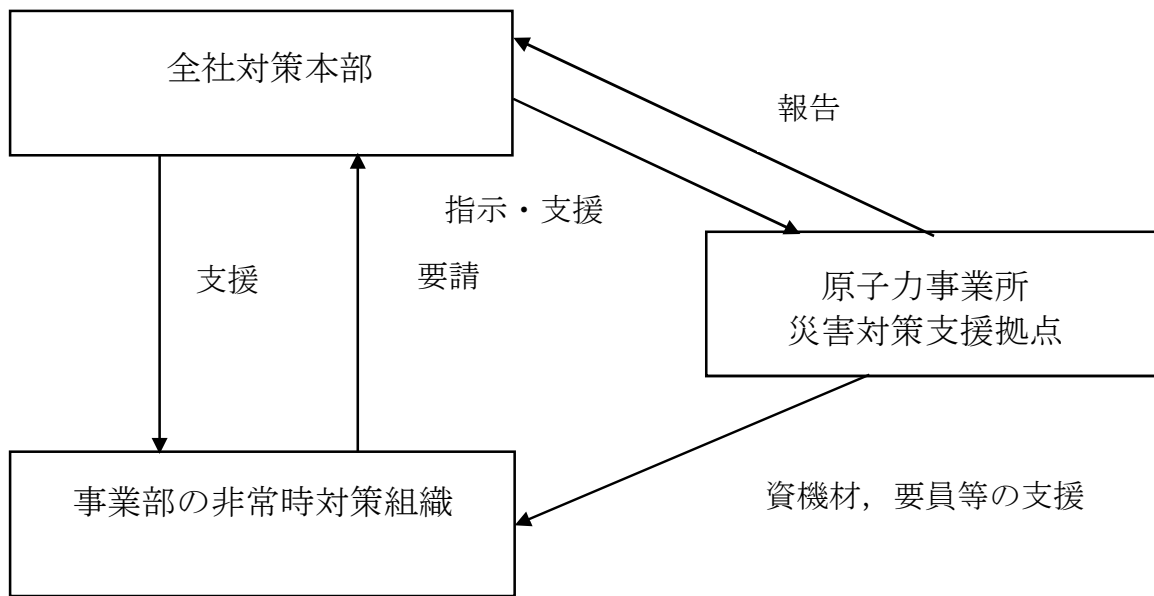 全社対策本部
報告
指示・支援
支援
要請
原子力事業所
災害対策支援拠点
事業部の非常時対策組織
資機材，要員等の支援